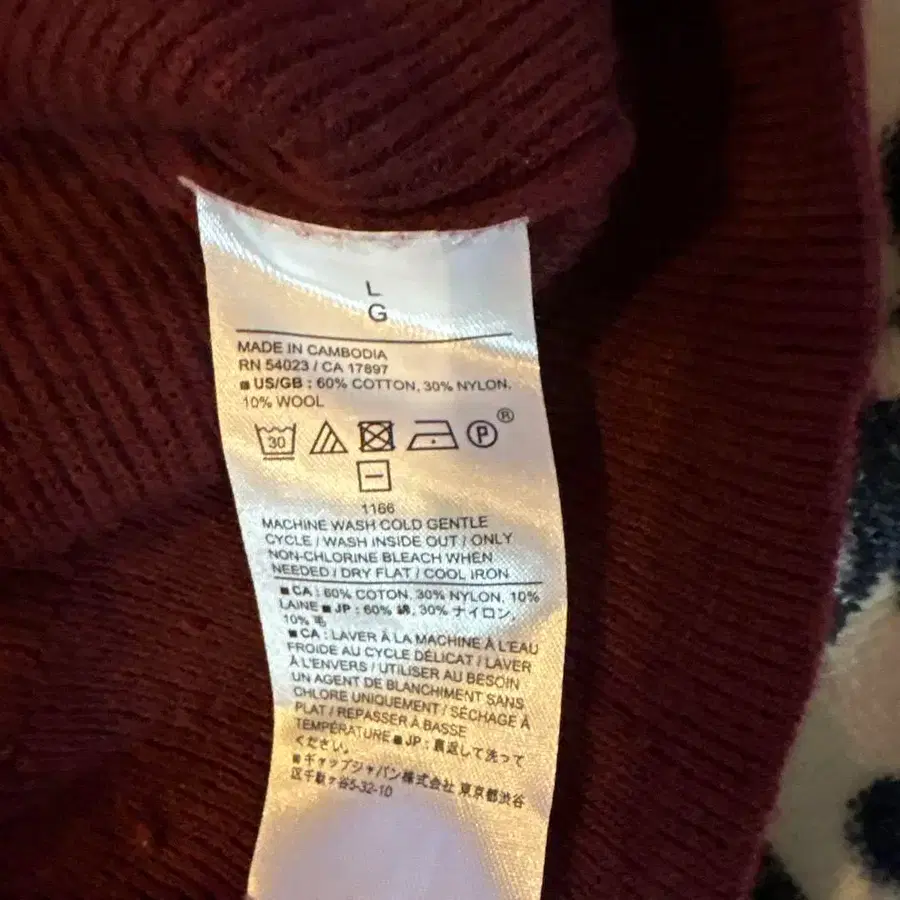 L
G
MADE IN CAMBODIA
RN 54023 / CA 17897
■ US/GB : 60% COTTON, 30% NYLON,
10% WOOL
30
P
®
1166
MACHINE WASH COLD GENTLE
CYCLE / WASH INSIDE OUT / ONLY
NON-CHLORINE BLEACH WHEN
NEEDED / DRY FLAT / COOL IRON
■ CA : 60% COTON, 30% NYLON, 10%
LAINE ■ JP : 60% 綿, 30% ナイロン,
10% 毛
■ CA : LAVER À LA MACHINE À L'EAU
FROIDE AU CYCLE DÉLICAT / LAVER
À L'ENVERS / UTILISER AU BESOIN
UN AGENT DE BLANCHIMENT SANS
CHLORE UNIQUEMENT / SÉCHAGE À
PLAT / REPASSER À BASSE
TEMPÉRATURE ■ JP : 裏返して洗って
ください。
■ ギャップジャパン株式会社 東京都渋谷
区千駄ヶ谷5-32-10